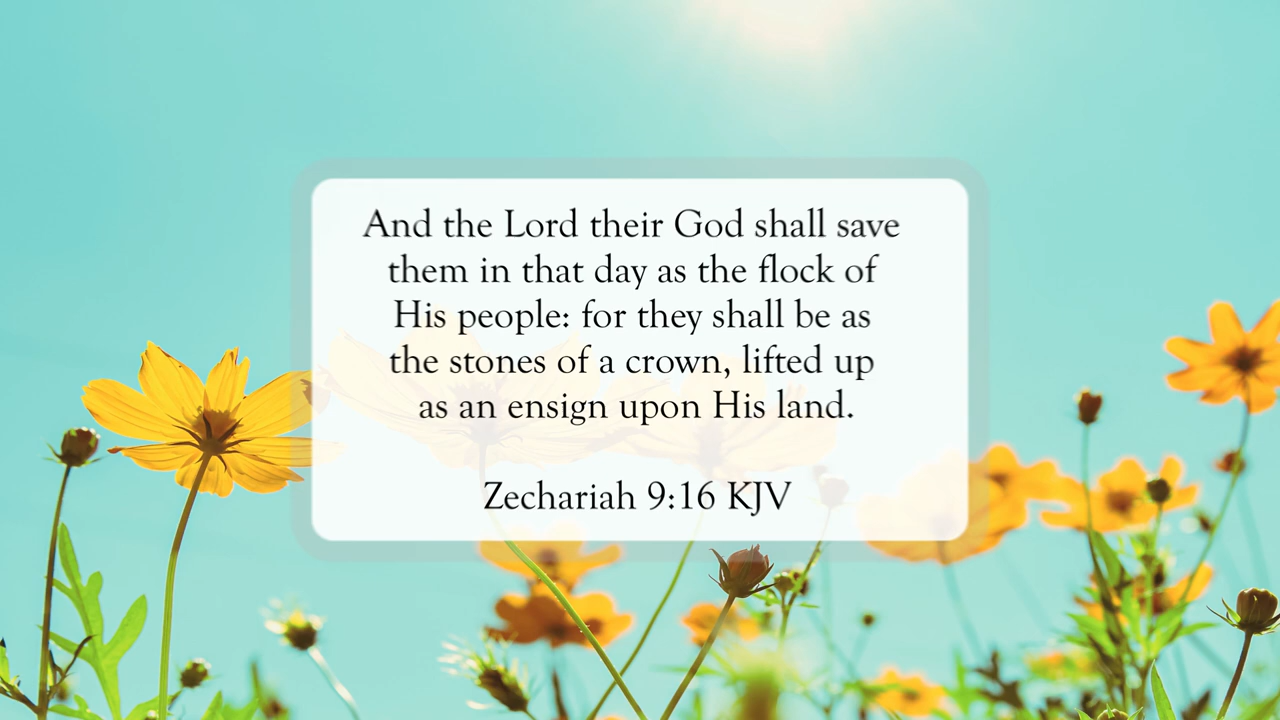 And the Lord their God shall save
them in that day as the flock of
His people: for they shall be as
the stones of a crown, lifted up
as an ensign upon His land.
Zechariah 9:16 KJV